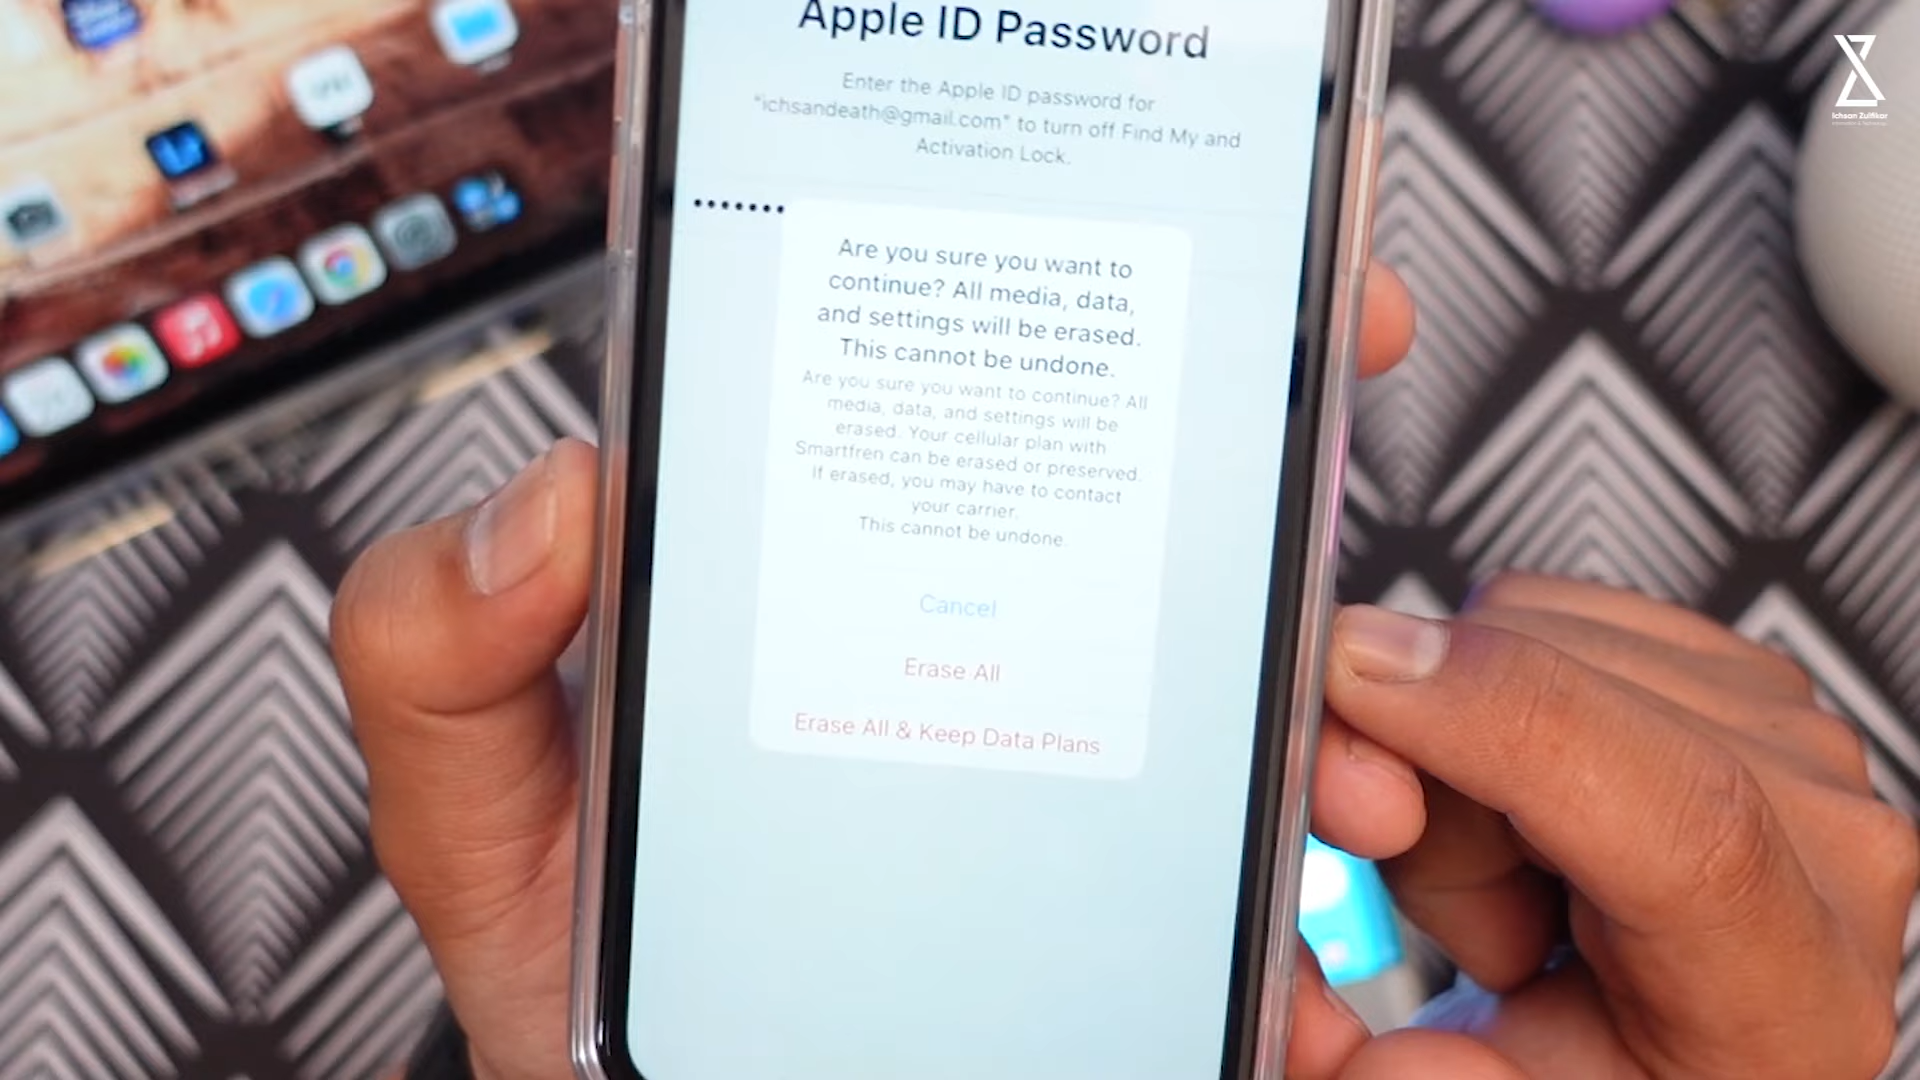 Apple ID Password
Enter the Apple ID password for
"ichsandeath@gmail.com" to turn off Find My and
Activation Lock.
Are you sure you want to
continue? All media, data,
and settings will be erased.
This cannot be undone.
Are you sure you want to continue? All
media, data, and settings will be
erased. Your cellular plan with
Smartfren can be erased or preserved.
If erased, you may have to contact
your carrier.
This cannot be undone.
Cancel
Erase All
Erase All & Keep Data Plans
Ichsan Zulfikar